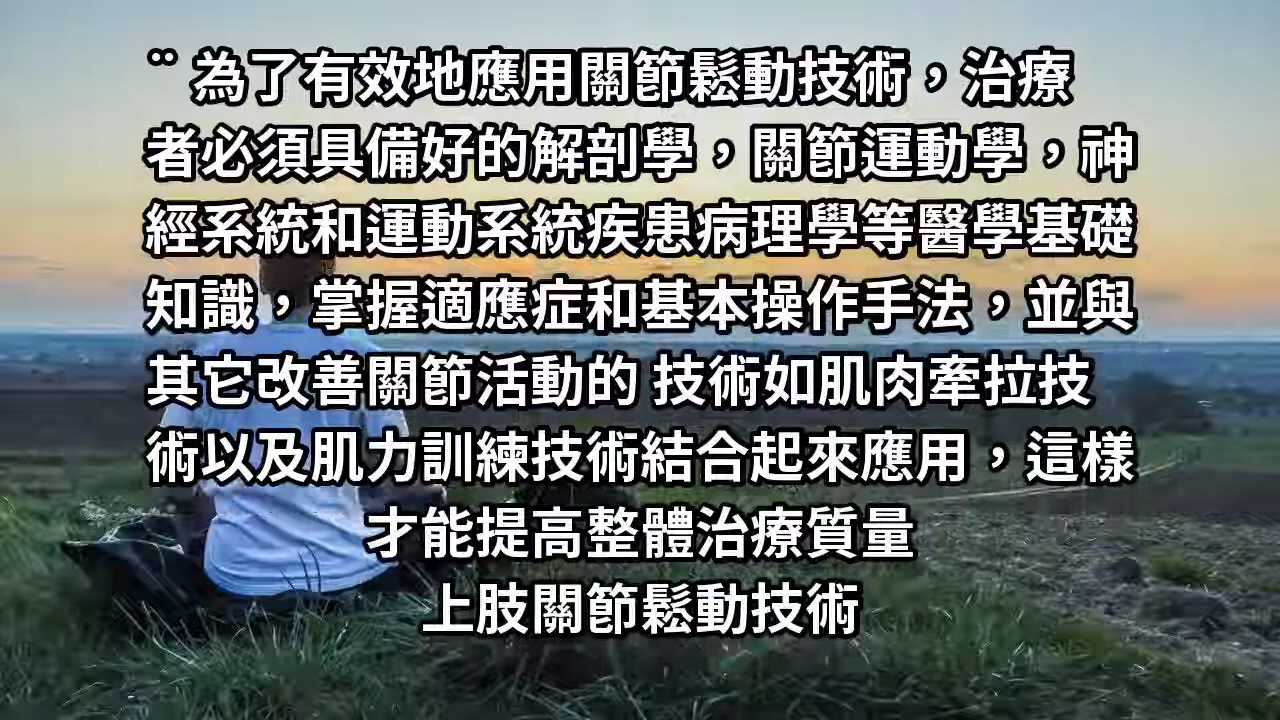 ¨ 為了有效地應用關節鬆動技術，治療
者必須具備好的解剖學，關節運動學，神
經系統和運動系統疾患病理學等醫學基礎
知識，掌握適應症和基本操作手法，並與
其它改善關節活動的 技術如肌肉牽拉技
術以及肌力訓練技術結合起來應用，這樣
才能提高整體治療質量
上肢關節鬆動技術